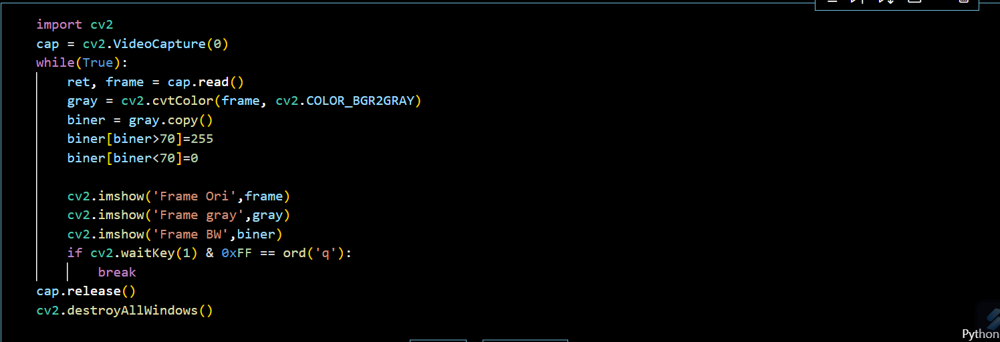 import cv2
cap = cv2.VideoCapture(0)
while(True):
    ret, frame = cap.read()
    gray = cv2.cvtColor(frame, cv2.COLOR_BGR2GRAY)
    biner = gray.copy()
    biner[biner>70]=255
    biner[biner<70]=0

    cv2.imshow('Frame Ori',frame)
    cv2.imshow('Frame gray',gray)
    cv2.imshow('Frame BW',biner)
    if cv2.waitKey(1) & 0xFF == ord('q'):
        break
cap.release()
cv2.destroyAllWindows()
Python